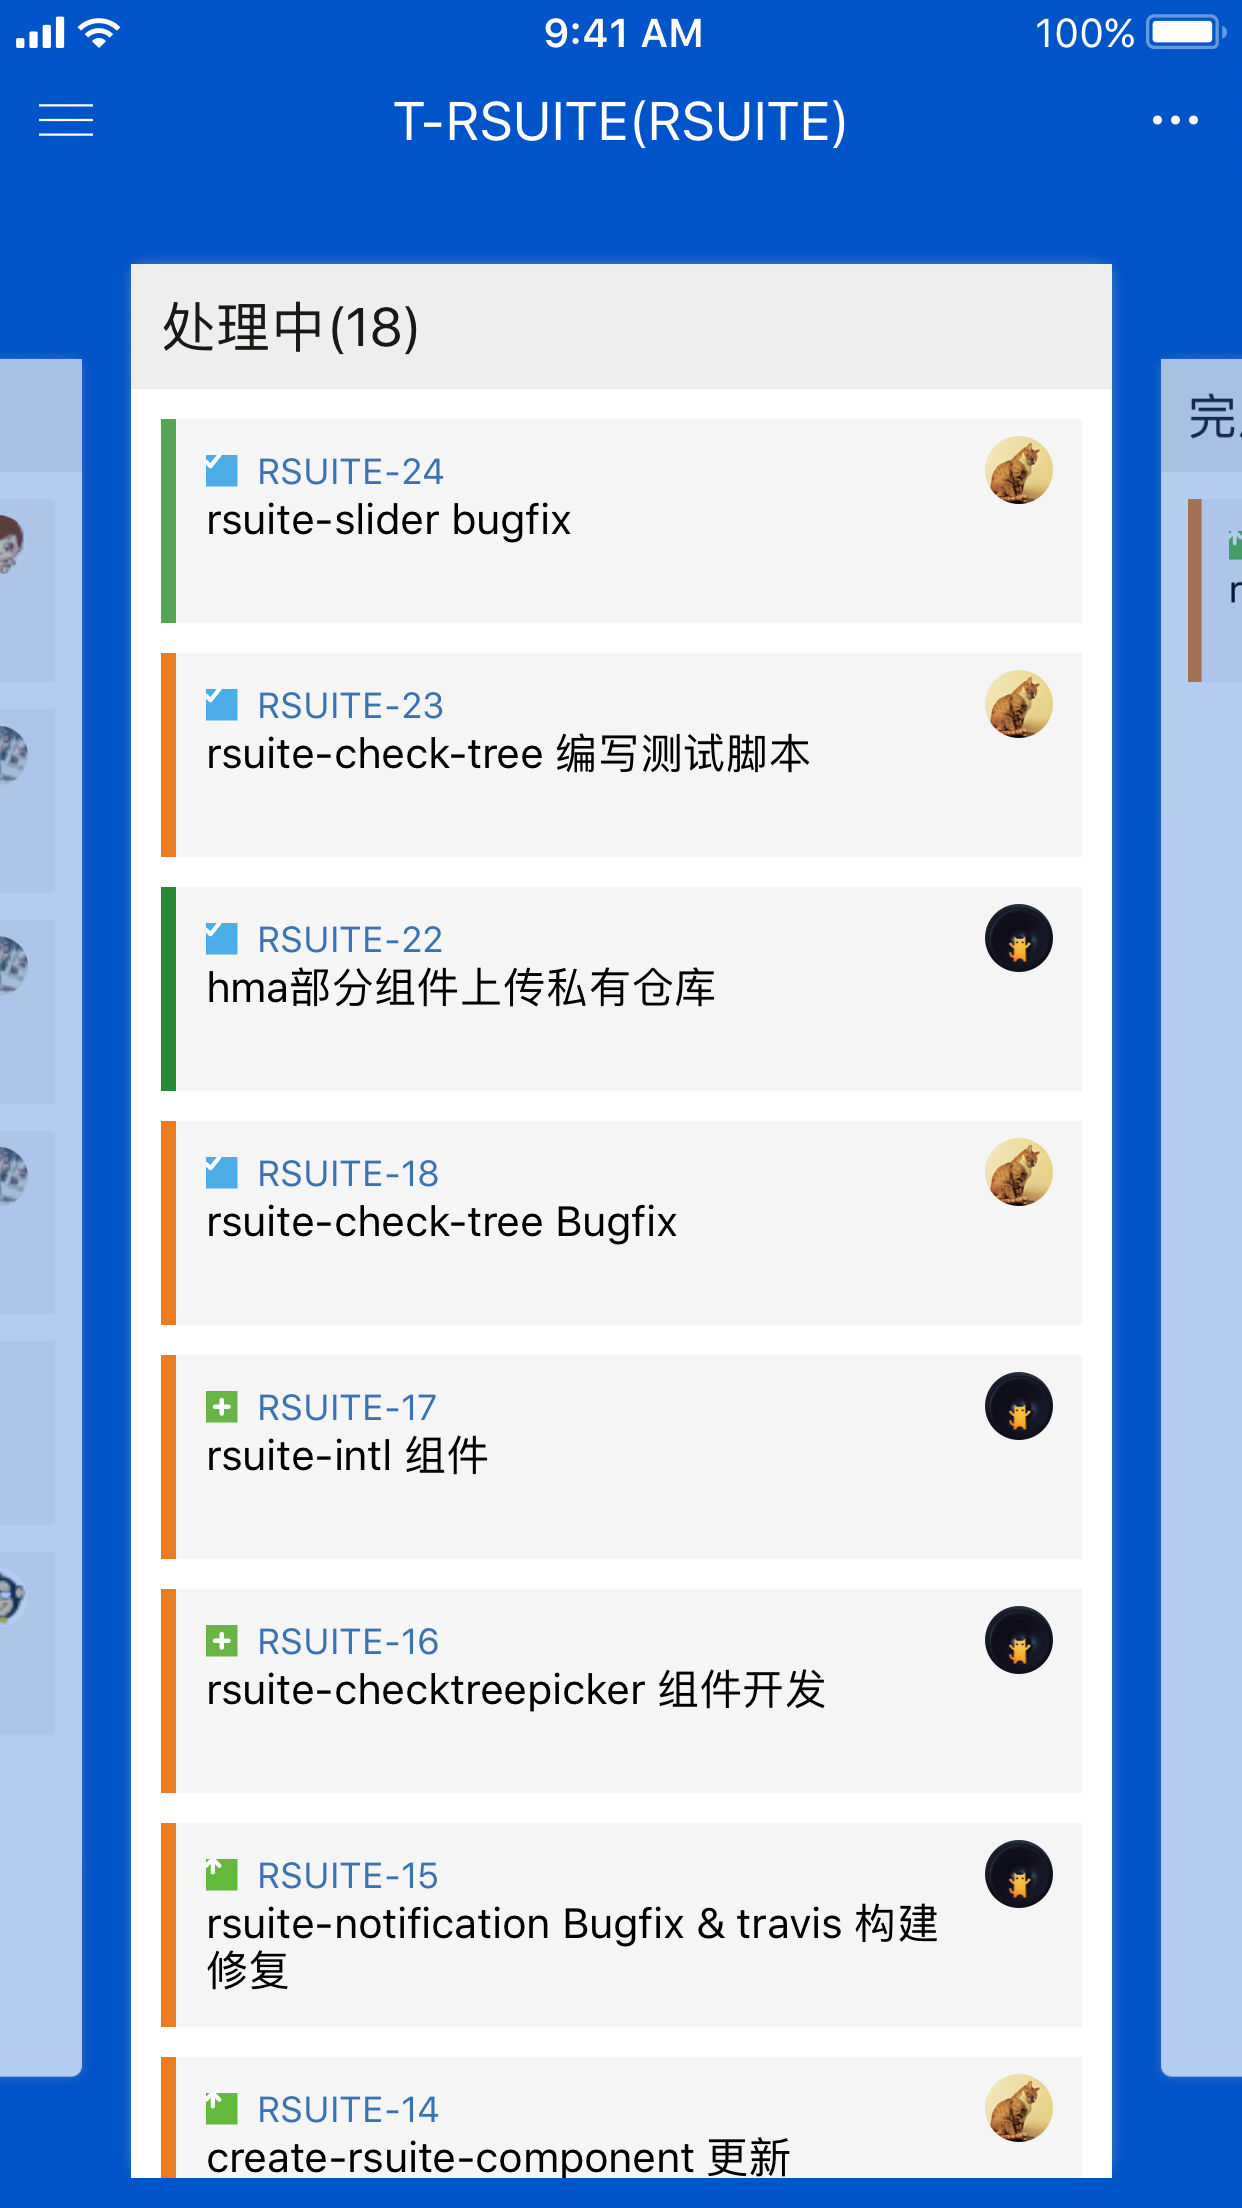 9:41 AM
100%
T-RSUITE(RSUITE)
处理中(18)
RSUITE-24
rsuite-slider bugfix
RSUITE-23
rsuite-check-tree 编写测试脚本
RSUITE-22
hma部分组件上传私有仓库
RSUITE-18
rsuite-check-tree Bugfix
RSUITE-17
rsuite-intl 组件
RSUITE-16
rsuite-checktreepicker 组件开发
RSUITE-15
rsuite-notification Bugfix & travis 构建
修复
RSUITE-14
create-rsuite-component 更新
完